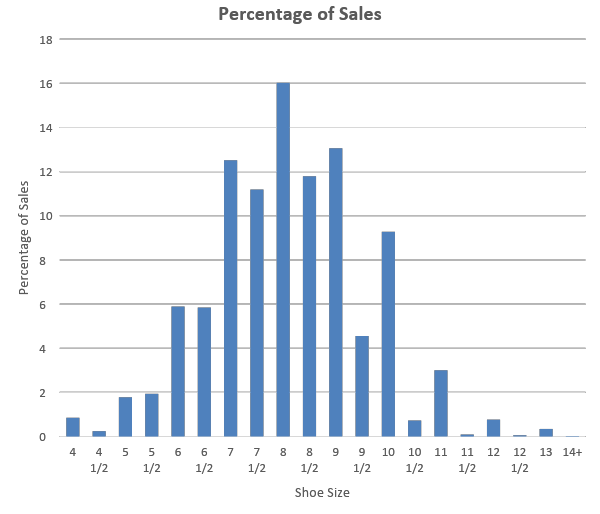 Percentage of Sales
18
16
14
12
10
8
6
4
2
0
Percentage of Sales
4 4 5 5 6 6 7 7 8 8 9 9 10 10 11 11 12 12 13 14+
1/2 1/2 1/2 1/2 1/2 1/2 1/2 1/2 1/2
Shoe Size